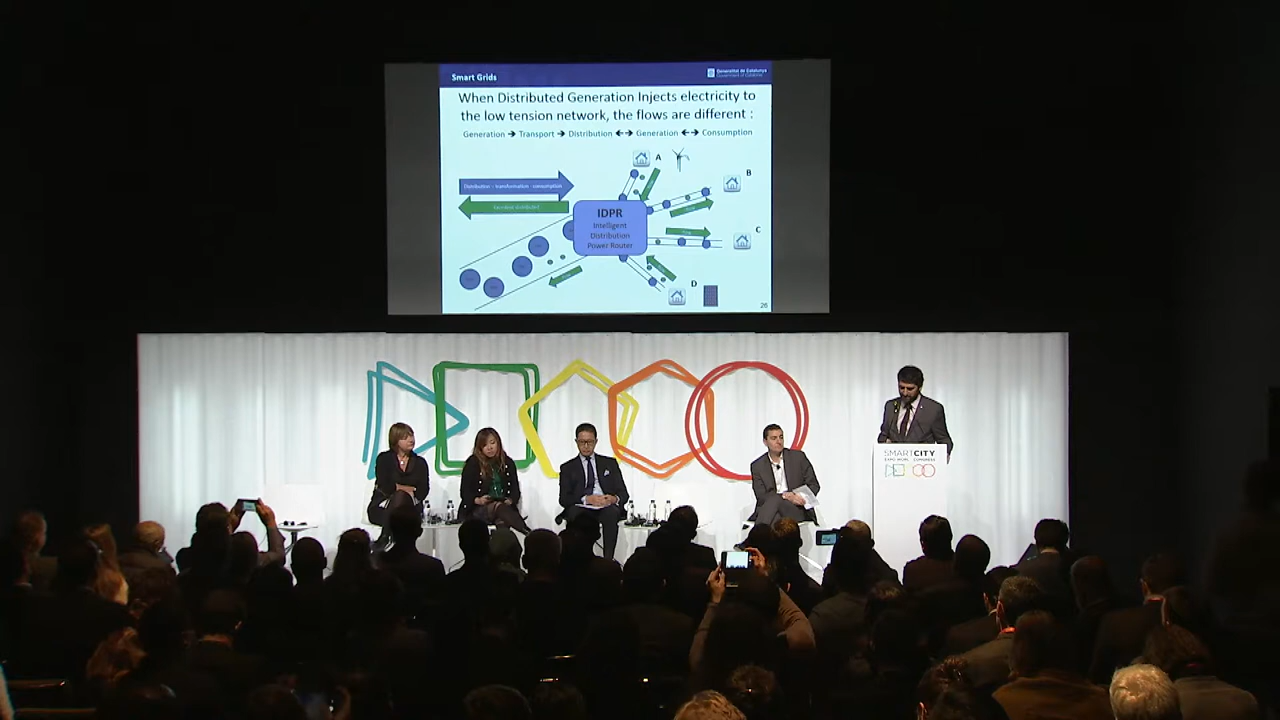 Smart Grids
Generalitat de Catalunya
Government of Catalonia
When Distributed Generation Injects electricity to
the low tension network, the flows are different :
Generation → Transport → Distribution ↔ Generation ↔ Consumption
A
B
Distribution – transformation - consumption
IDPR
Intelligent
Distribution
Power Router
C
D
26
SMARTCITY
EXPO WORLD CONGRESS